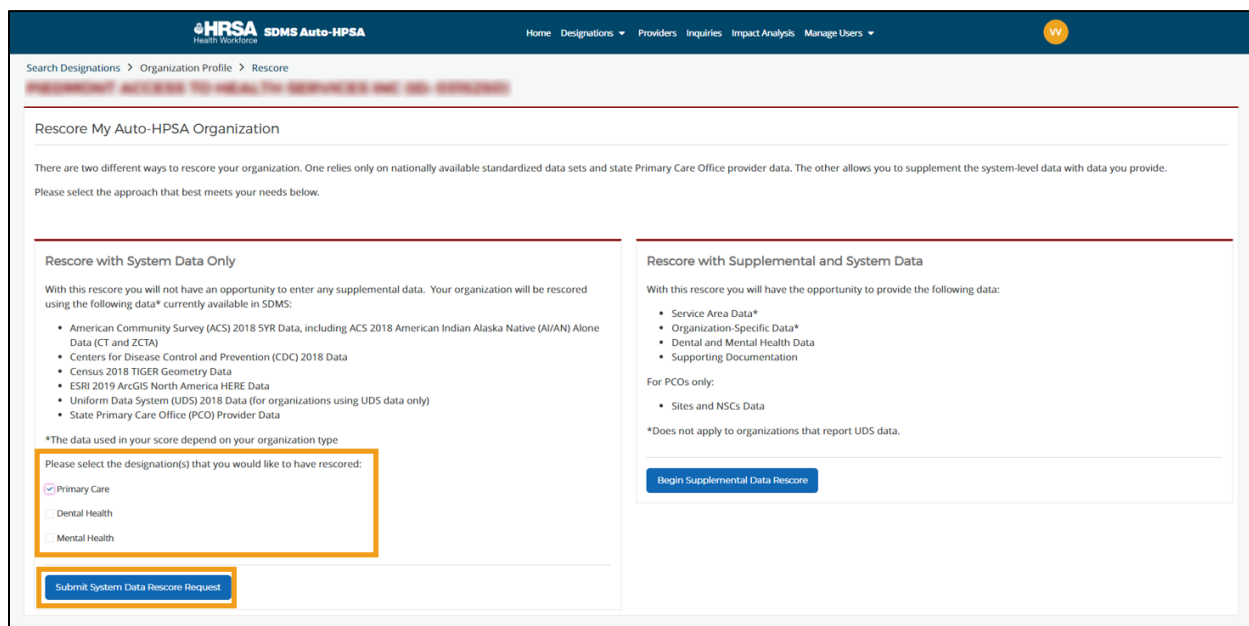 HRSA
Health Workforce
SDMS Auto-HPSA
Home Designations Providers Inquiries Impact Analysis Manage Users
VV
Search Designations > Organization Profile > Rescore
Rescore My Auto-HPSA Organization
There are two different ways to rescore your organization. One relies only on nationally available standardized data sets and state Primary Care Office provider data. The other allows you to supplement the system-level data with data you provide.
Please select the approach that best meets your needs below.
Rescore with System Data Only
With this rescore you will not have an opportunity to enter any supplemental data. Your organization will be rescored
using the following data* currently available in SDMS:
• American Community Survey (ACS) 2018 5YR Data, including ACS 2018 American Indian Alaska Native (AI/AN) Alone
Data (CT and ZCTA)
• Centers for Disease Control and Prevention (CDC) 2018 Data
• Census 2018 TIGER Geometry Data
• ESRI 2019 ArcGIS North America HERE Data
• Uniform Data System (UDS) 2018 Data (for organizations using UDS data only)
• State Primary Care Office (PCO) Provider Data
*The data used in your score depend on your organization type
Please select the designation(s) that you would like to have rescored:
Primary Care
Dental Health
Mental Health
Submit System Data Rescore Request
Rescore with Supplemental and System Data
With this rescore you will have the opportunity to provide the following data:
• Service Area Data*
• Organization-Specific Data*
• Dental and Mental Health Data
• Supporting Documentation
For PCOs only:
• Sites and NSCs Data
*Does not apply to organizations that report UDS data.
Begin Supplemental Data Rescore